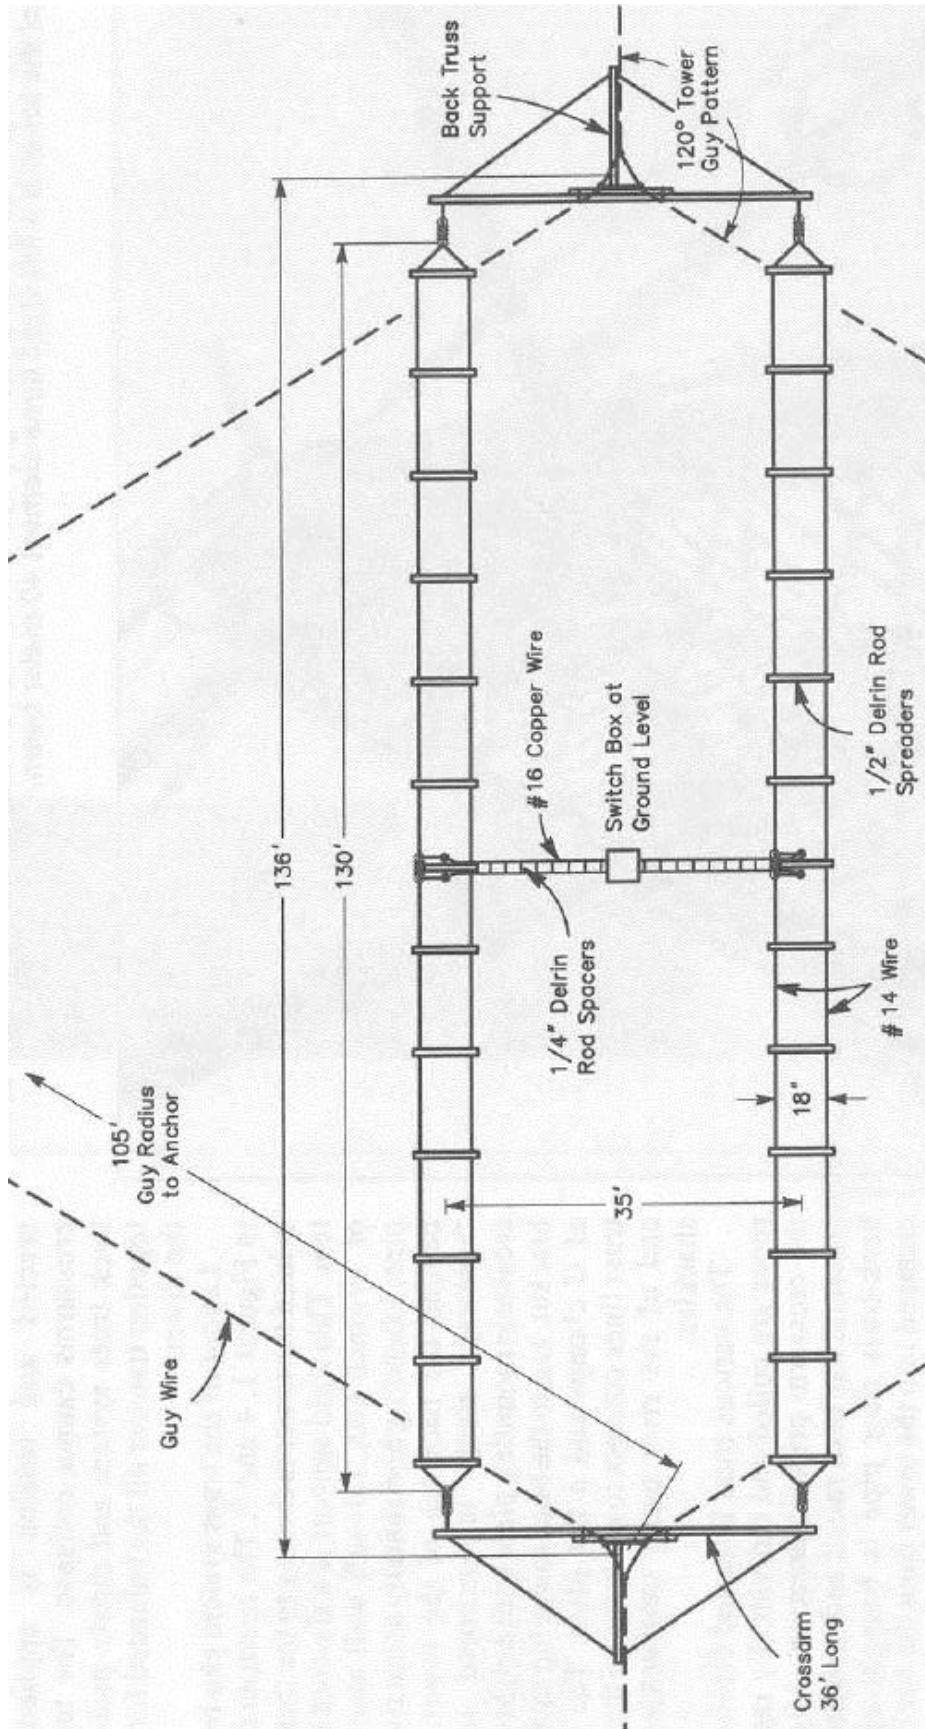 105'
Guy Radius
to Anchor
Guy Wire
136'
130'
Back Truss
Support
#16 Copper Wire
1/4" Delrin
Rod Spacers
Switch Box at
Ground Level
35'
120° Tower
Guy Pattern
18"
Crossarm
36' Long
#14 Wire
1/2" Delrin Rod
Spreaders